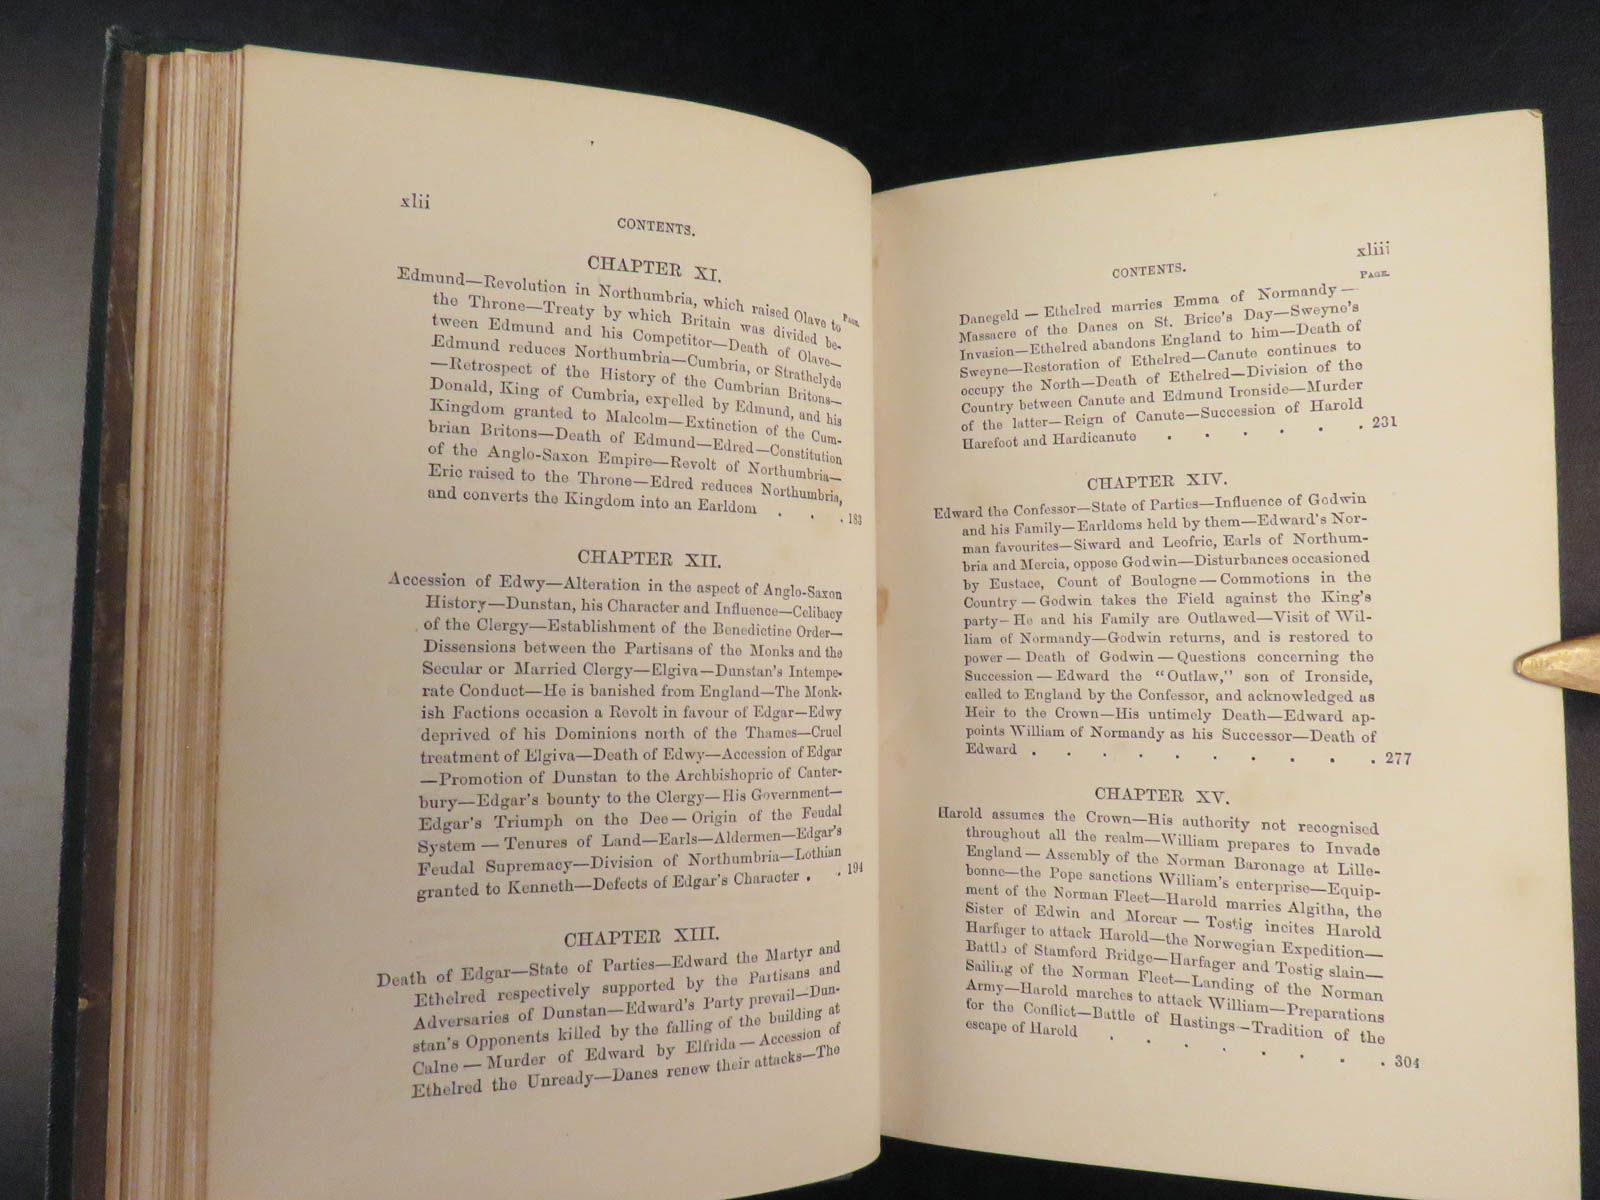 xlii
CONTENTS.
CHAPTER XI.
Page.
Edmund—Revolution in Northumbria, which raised Olave to
the Throne—Treaty by which Britain was divided be-
tween Edmund and his Competitor—Death of Olave—
Edmund reduces Northumbria—Cumbria, or Strathclyde
—Retrospect of the History of the Cumbrian Britons—
Donald, King of Cumbria, expelled by Edmund, and his
Kingdom granted to Malcolm—Extinction of the Cum-
brian Britons—Death of Edmund—Edred—Constitution
of the Anglo-Saxon Empire—Revolt of Northumbria—
Eric raised to the Throne—Edred reduces Northumbria,
and converts the Kingdom into an Earldom . . . 183
CHAPTER XII.
Accession of Edwy—Alteration in the aspect of Anglo-Saxon
History—Dunstan, his Character and Influence—Celibacy
of the Clergy—Establishment of the Benedictine Order—
Dissensions between the Partisans of the Monks and the
Secular or Married Clergy—Elgiva—Dunstan's Intempe-
rate Conduct—He is banished from England—The Monk-
ish Factions occasion a Revolt in favour of Edgar—Edwy
deprived of his Dominions north of the Thames—Cruel
treatment of Elgiva—Death of Edwy—Accession of Edgar
—Promotion of Dunstan to the Archbishopric of Canter-
bury—Edgar's bounty to the Clergy—His Government—
Edgar's Triumph on the Dee—Origin of the Feudal
System—Tenures of Land—Earls—Aldermen—Edgar's
Feudal Supremacy—Division of Northumbria—Lothian
granted to Kenneth—Defects of Edgar's Character . . 194
CHAPTER XIII.
Death of Edgar—State of Parties—Edward the Martyr and
Ethelred respectively supported by the Partisans and
Adversaries of Dunstan—Edward's Party prevail—Dun-
stan's Opponents killed by the falling of the building at
Calne—Murder of Edward by Elfrida—Accession of
Ethelred the Unready—Danes renew their attacks—The
xliii
CONTENTS.
Page.
Danegeld — Ethelred marries Emma of Normandy —
Massacre of the Danes on St. Brice's Day—Sweyne's
Invasion—Ethelred abandons England to him—Death of
Sweyne—Restoration of Ethelred—Canute continues to
occupy the North—Death of Ethelred—Division of the
Country between Canute and Edmund Ironside—Murder
of the latter—Reign of Canute—Succession of Harold
Harefoot and Hardicanute . . . . . . 231
CHAPTER XIV.
Edward the Confessor—State of Parties—Influence of Godwin
and his Family—Earldoms held by them—Edward's Nor-
man favourites—Siward and Leofric, Earls of Northum-
bria and Mercia, oppose Godwin—Disturbances occasioned
by Eustace, Count of Boulogne — Commotions in the
Country — Godwin takes the Field against the King's
party—He and his Family are Outlawed—Visit of Wil-
liam of Normandy—Godwin returns, and is restored to
power — Death of Godwin — Questions concerning the
Succession — Edward the "Outlaw," son of Ironside,
called to England by the Confessor, and acknowledged as
Heir to the Crown—His untimely Death—Edward ap-
points William of Normandy as his Successor—Death of
Edward . . . . . . . . . . 277
CHAPTER XV.
Harold assumes the Crown—His authority not recognised
throughout all the realm—William prepares to Invade
England — Assembly of the Norman Baronage at Lille-
bonne—the Pope sanctions William's enterprise—Equip-
ment of the Norman Fleet—Harold marries Algitha, the
Sister of Edwin and Morcar — Tostig incites Harold
Harfager to attack Harold—the Norwegian Expedition—
Battle of Stamford Bridge—Harfager and Tostig slain—
Sailing of the Norman Fleet—Landing of the Norman
Army—Harold marches to attack William—Preparations
for the Conflict—Battle of Hastings—Tradition of the
escape of Harold . . . . . . . . 304